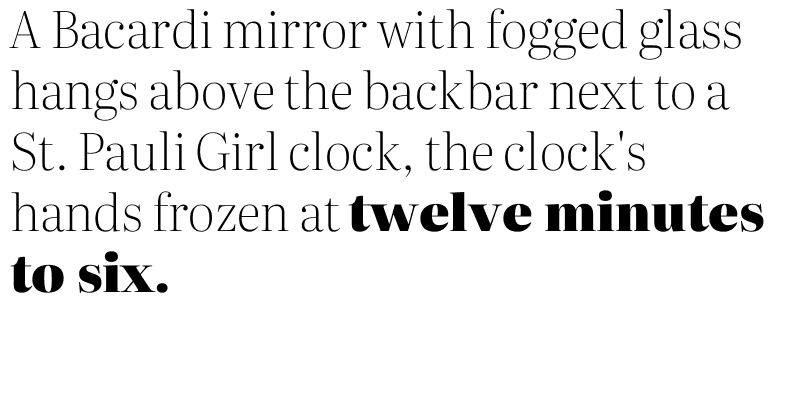 A Bacardi mirror with fogged glass
hangs above the backbar next to a
St. Pauli Girl clock, the clock's
hands frozen at twelve minutes
to six.